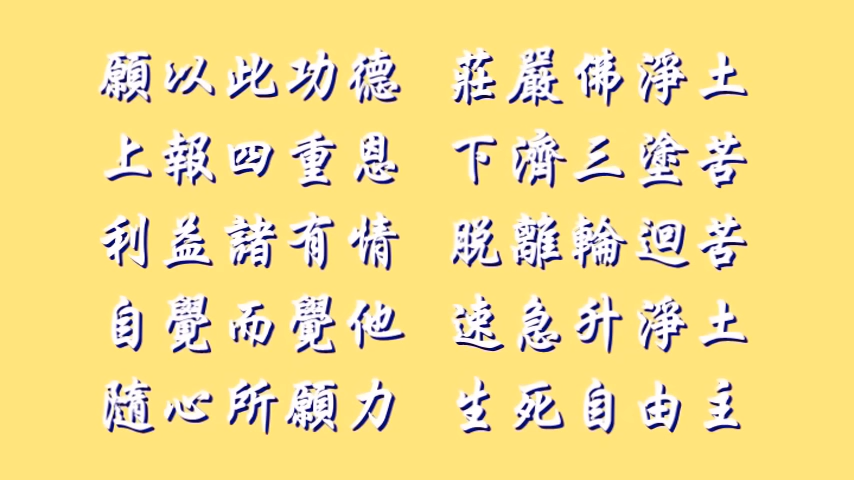 願以此功德 莊嚴佛淨土
上報四重恩 下濟三塗苦
利益諸有情 脫離輪迴苦
自覺而覺他 速急升淨土
隨心所願力 生死自由主